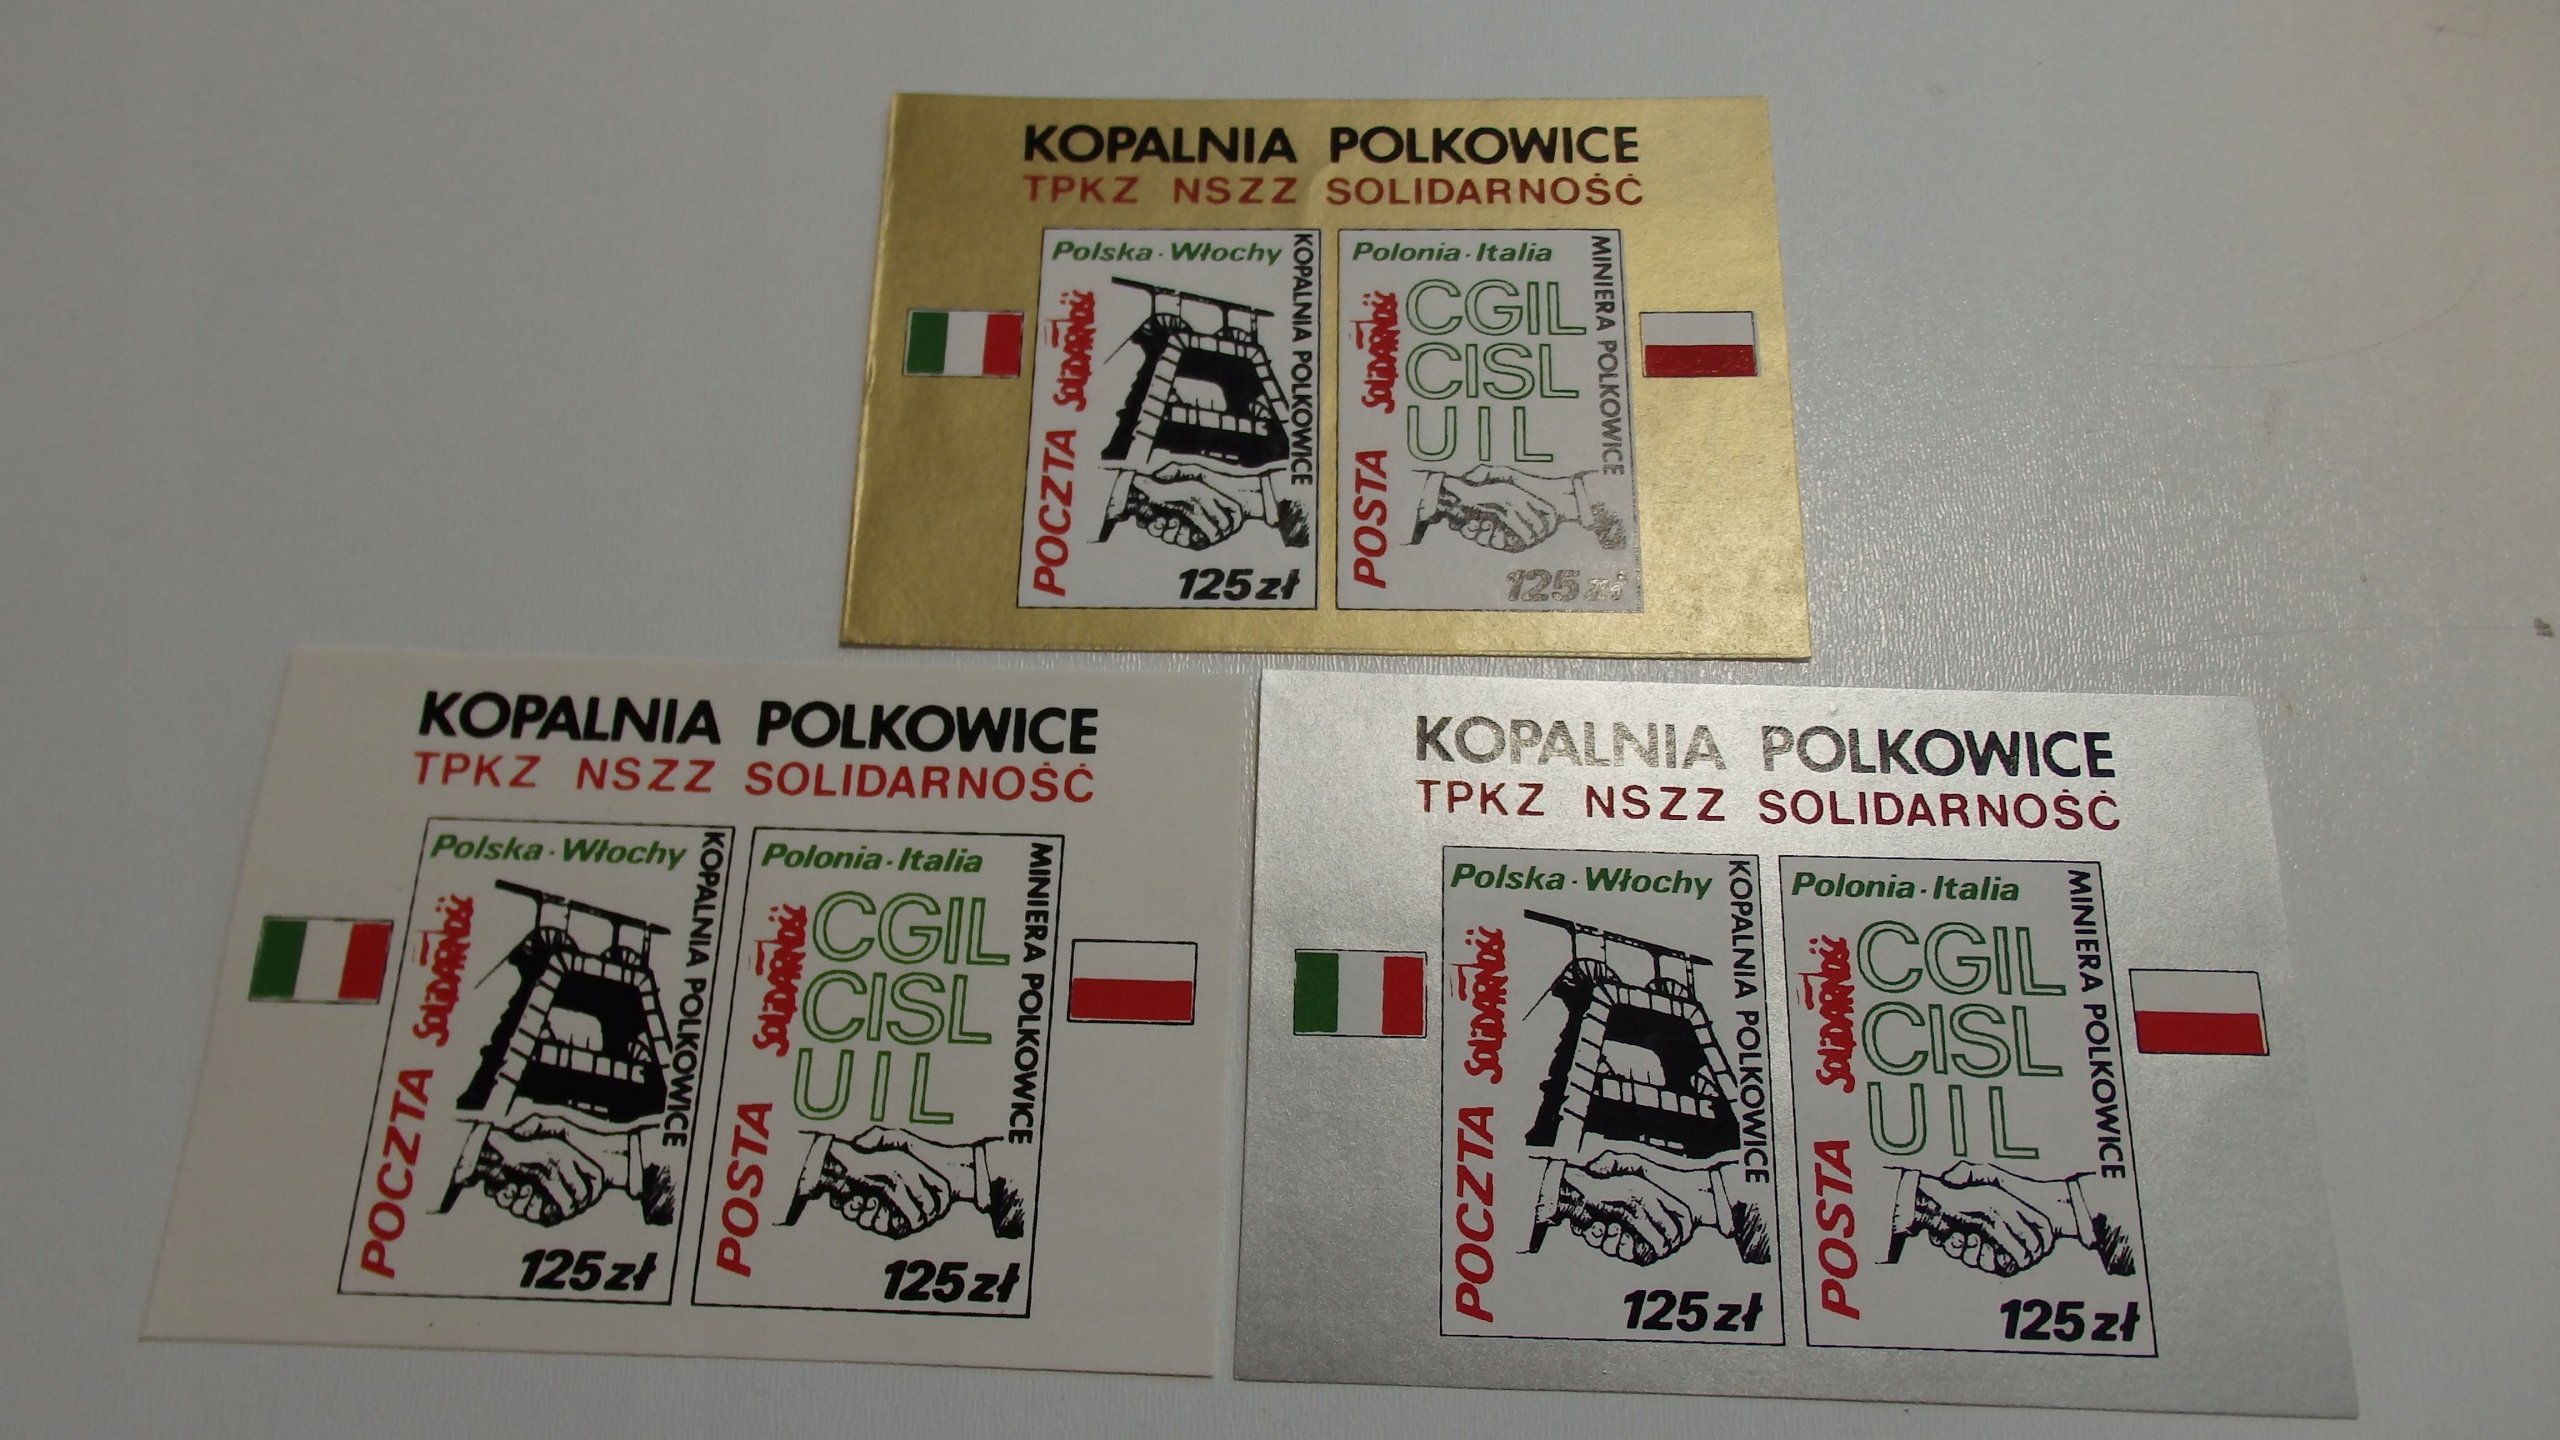 KOPALNIA POLKOWICE
TPKZ NSZZ SOLIDARNOŚĆ
Polska·Włochy
KOPALNIA POLKOWICE
SOLIDARNOŚĆ
POCZTA
125 zł
Polonia·Italia
MINIERA POLKOWICE
CGIL
CISL
UIL
SOLIDARNOŚĆ
POSTA
125 zł
KOPALNIA POLKOWICE
TPKZ NSZZ SOLIDARNOŚĆ
Polska·Włochy
KOPALNIA POLKOWICE
SOLIDARNOŚĆ
POCZTA
125 zł
Polonia·Italia
MINIERA POLKOWICE
CGIL
CISL
UIL
SOLIDARNOŚĆ
POSTA
125 zł
KOPALNIA POLKOWICE
TPKZ NSZZ SOLIDARNOŚĆ
Polska·Włochy
KOPALNIA POLKOWICE
SOLIDARNOŚĆ
POCZTA
125 zł
Polonia·Italia
MINIERA POLKOWICE
CGIL
CISL
UIL
SOLIDARNOŚĆ
POSTA
125 zł